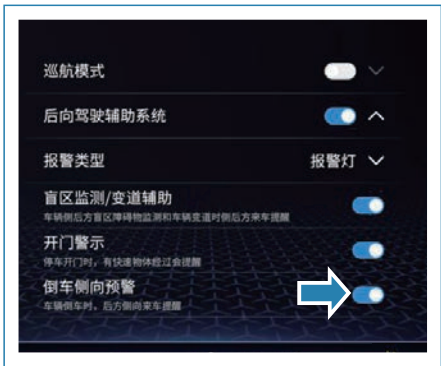 巡航模式
后向驾驶辅助系统
报警类型 报警灯
盲区监测/变道辅助
车辆侧后方盲区障碍物监测和车辆变道时侧后方来车提醒
开门警示
停车开门时，有快速物体经过会提醒
倒车侧向预警
车辆倒车时，后方侧向来车提醒